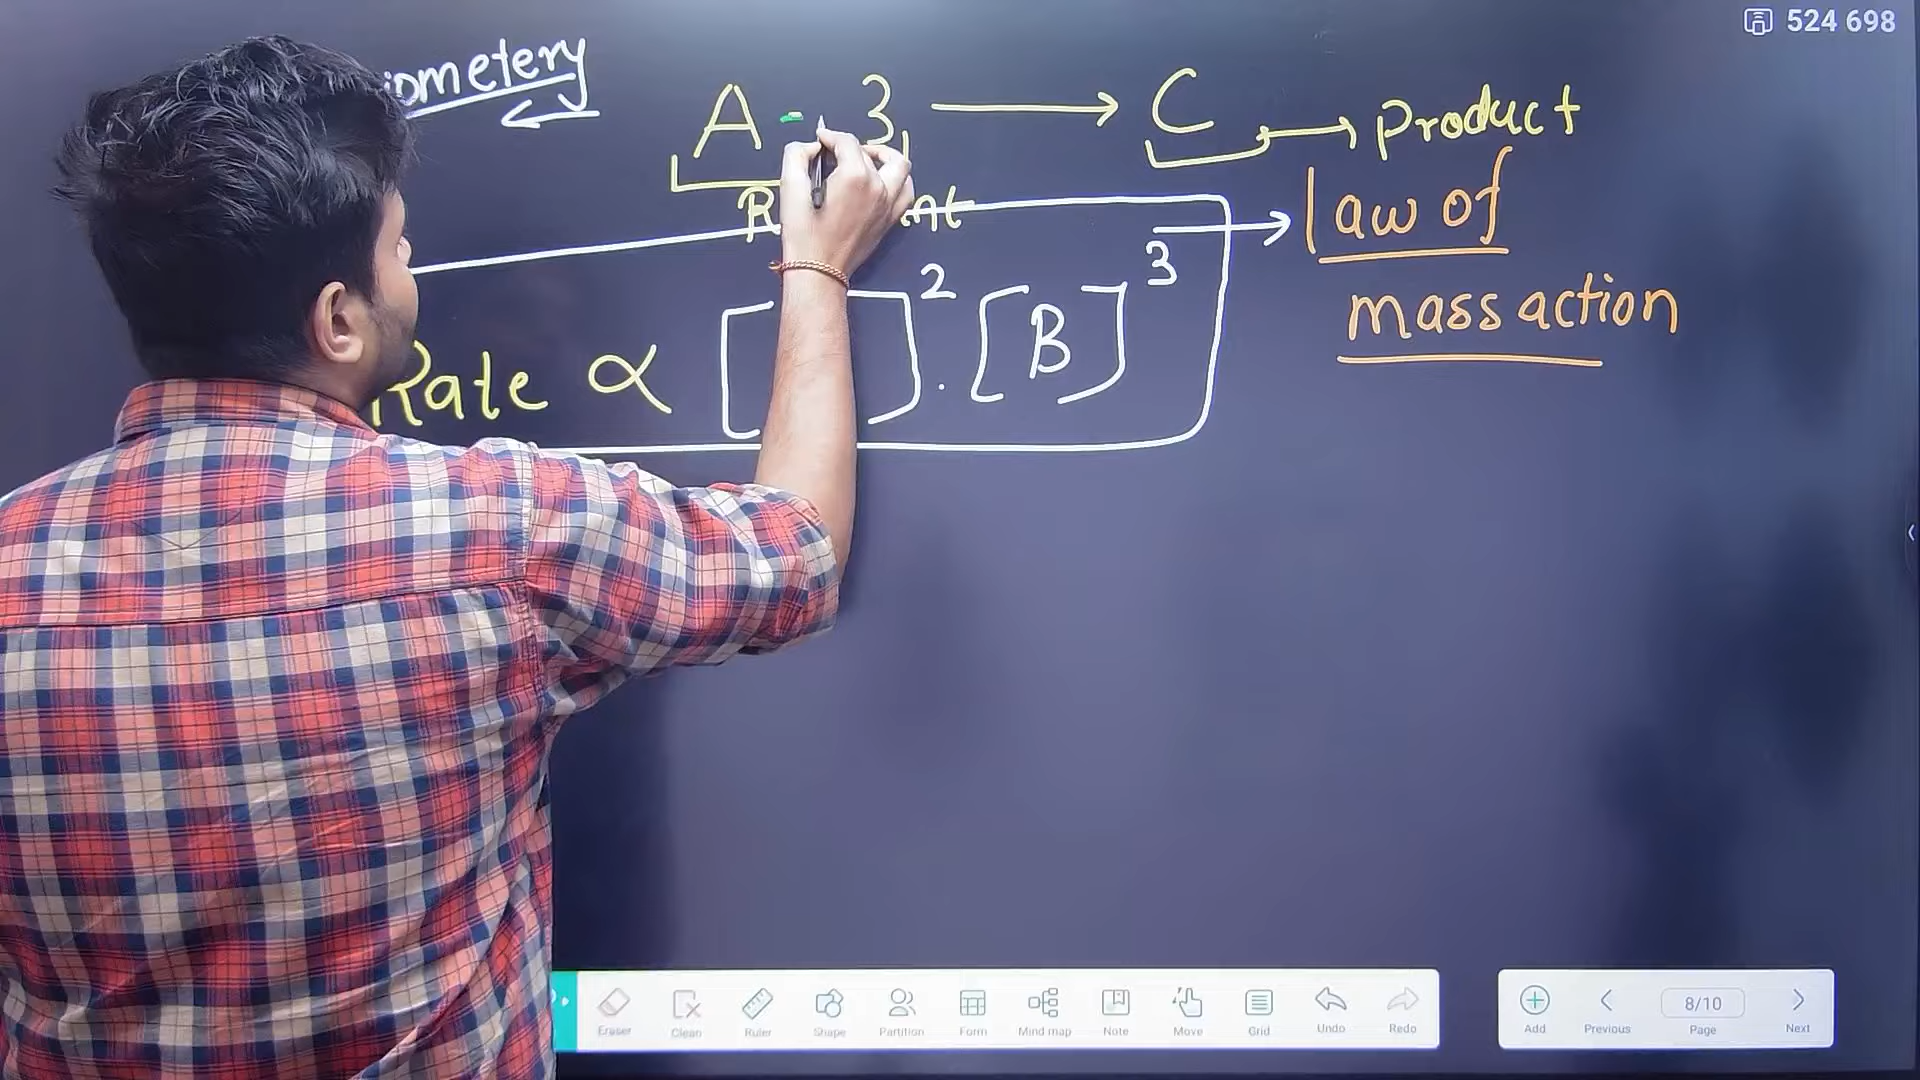 524 698
A - 3 → C → Product
law of
mass action
Rate ∝ [ ]² . [B]³
Eraser Clean Ruler Shape Partition Form Mind map Note Move Grid Undo Redo
Add Previous 8/10 Page Next